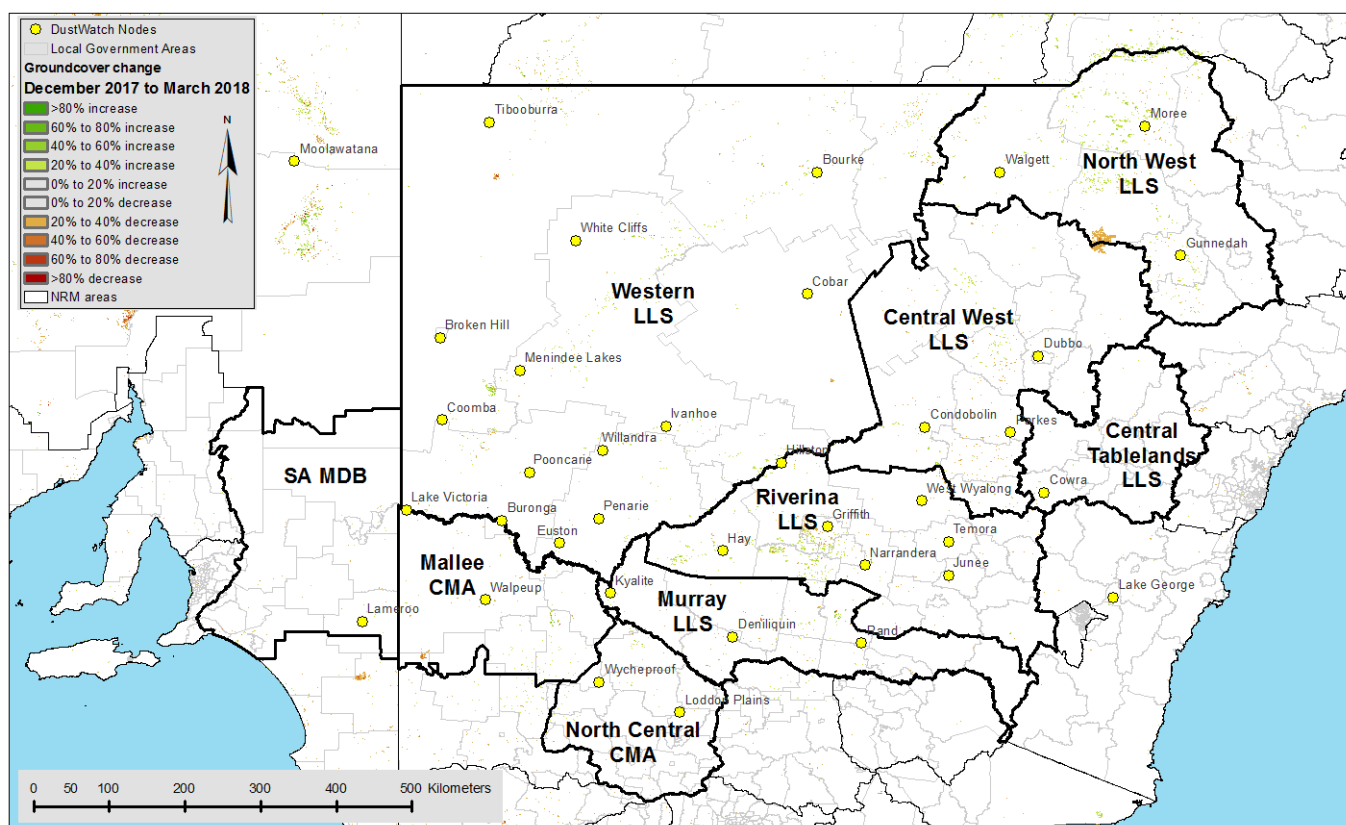 DustWatch Nodes
Local Government Areas
Groundcover change
December 2017 to March 2018
>80% increase
60% to 80% increase
40% to 60% increase
20% to 40% increase
0% to 20% increase
0% to 20% decrease
20% to 40% decrease
40% to 60% decrease
60% to 80% decrease
>80% decrease
NRM areas
N
Tibooburra
Moolawatana
Moree
Bourke
Walgett
North West
LLS
White Cliffs
Gunnedah
Western
LLS
Cobar
Central West
LLS
Broken Hill
Menindee Lakes
Dubbo
Coomba
Ivanhoe
Condobolin
Parkes
Central
Tablelands
LLS
Willandra
Hillston
Pooncarie
SA MDB
Riverina
LLS
West Wyalong
Cowra
Lake Victoria
Buronga
Penarie
Griffith
Euston
Hay
Temora
Mallee
CMA
Narrandera
Junee
Walpeup
Kyalite
Murray
LLS
Lake George
Lameroo
Deniliquin
Rand
Wycheproof
Loddon Plains
North Central
CMA
0 50 100 200 300 400 500 Kilometers